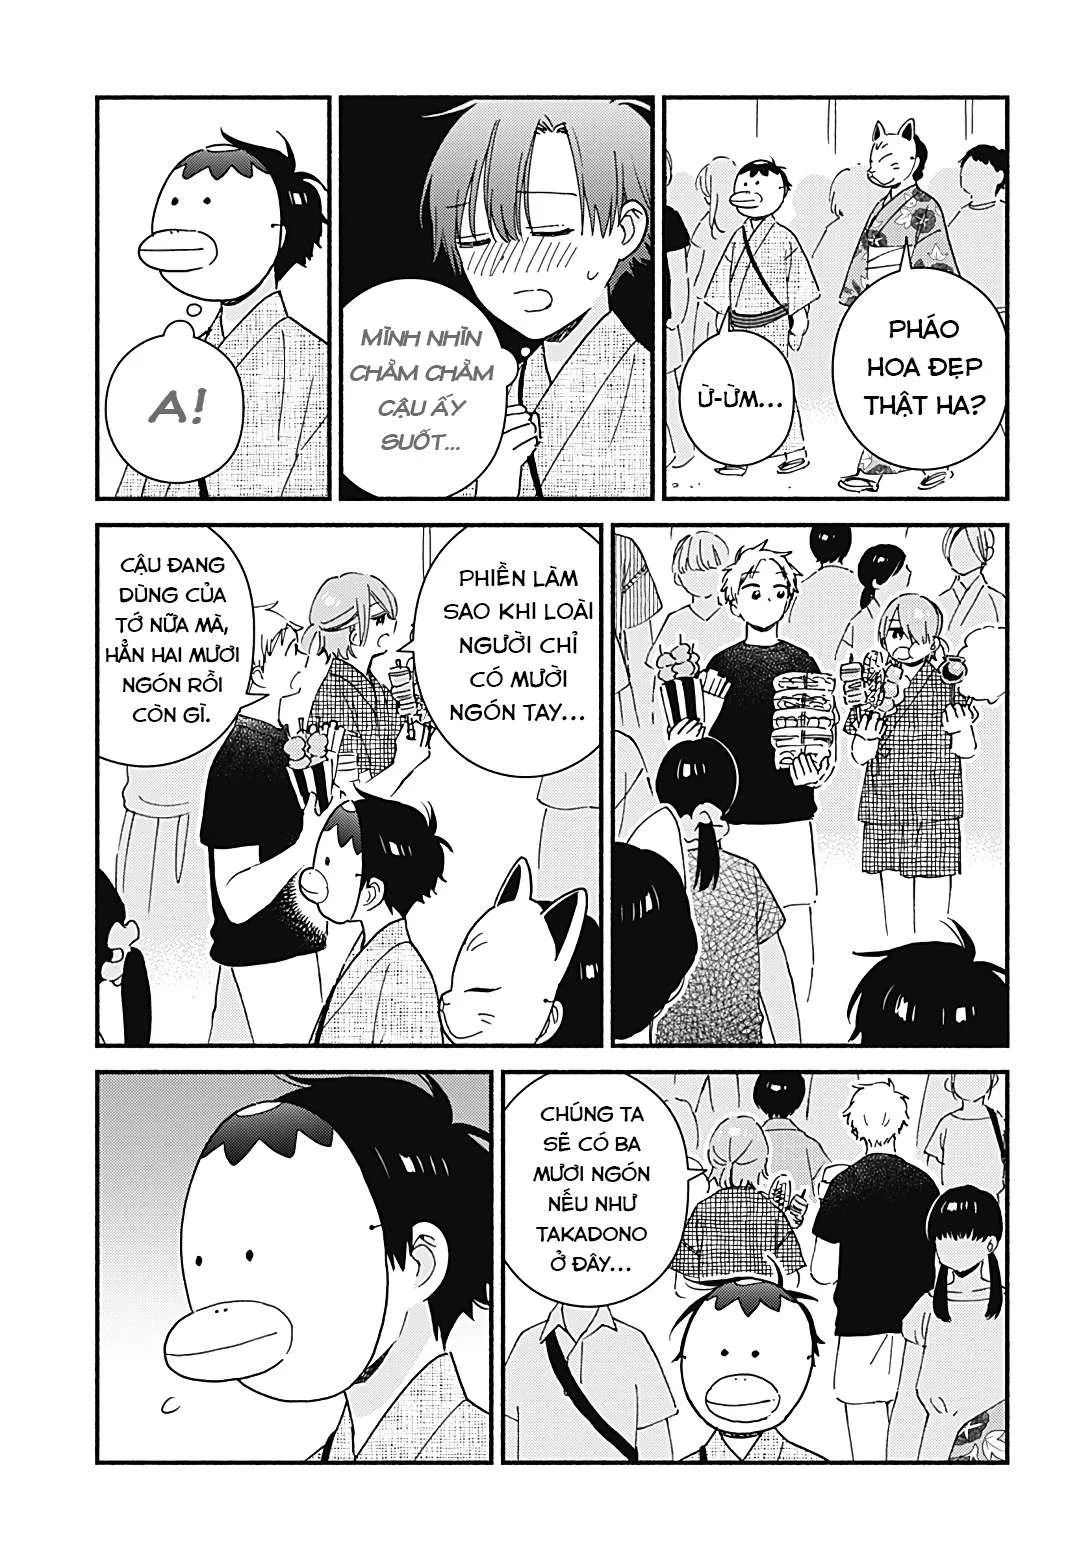 PHÁO
HOA ĐẸP
THẬT HA?
Ừ-ỪM...
MÌNH NHÌN
CHẰM CHẰM
CẬU ẤY
SUỐT...
A!
PHIỀN LÀM
SAO KHI LOÀI
NGƯỜI CHỈ
CÓ MƯỜI
NGÓN TAY...
CẬU ĐANG
DÙNG CỦA
TỚ NỮA MÀ,
HẲN HAI MƯƠI
NGÓN RỒI
CÒN GÌ.
CHÚNG TA
SẼ CÓ BA
MƯƠI NGÓN
NẾU NHƯ
TAKADONO
Ở ĐÂY...